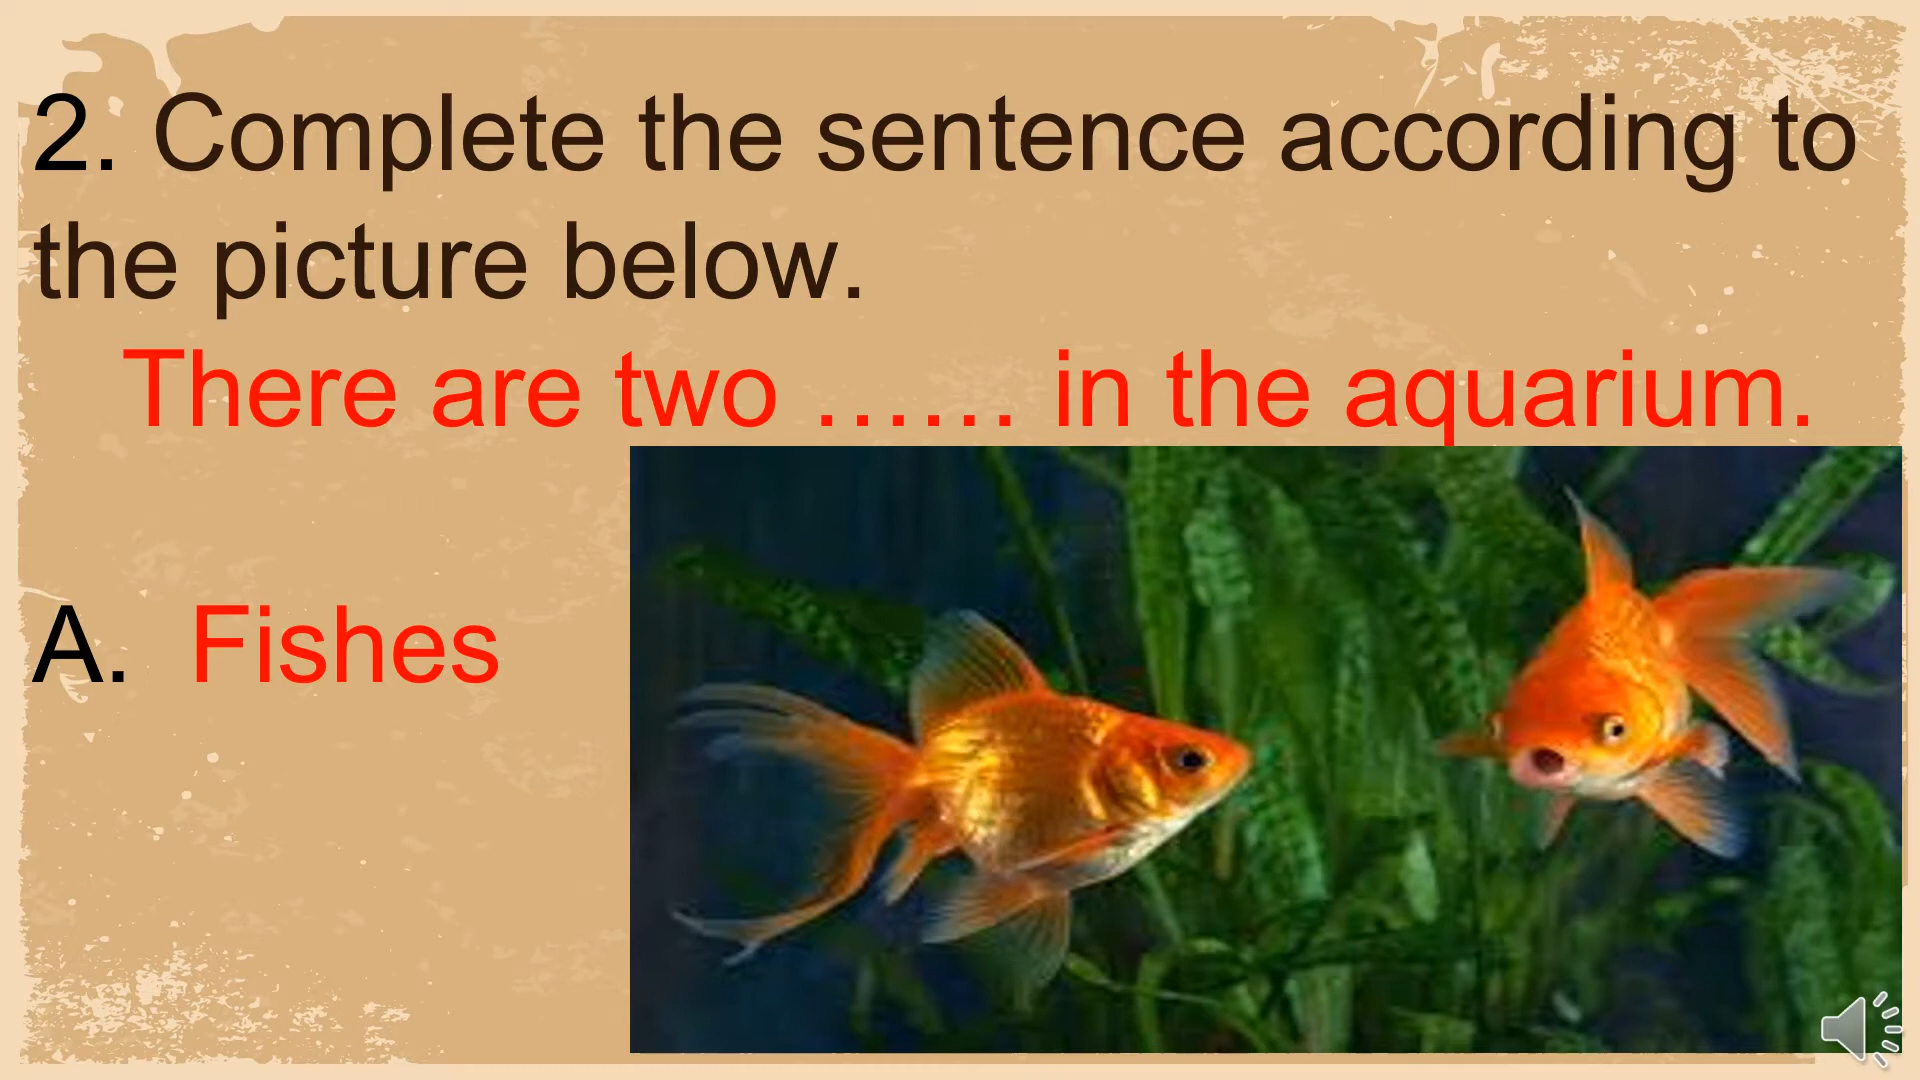 2. Complete the sentence according to
the picture below.
There are two …… in the aquarium.
A. Fishes